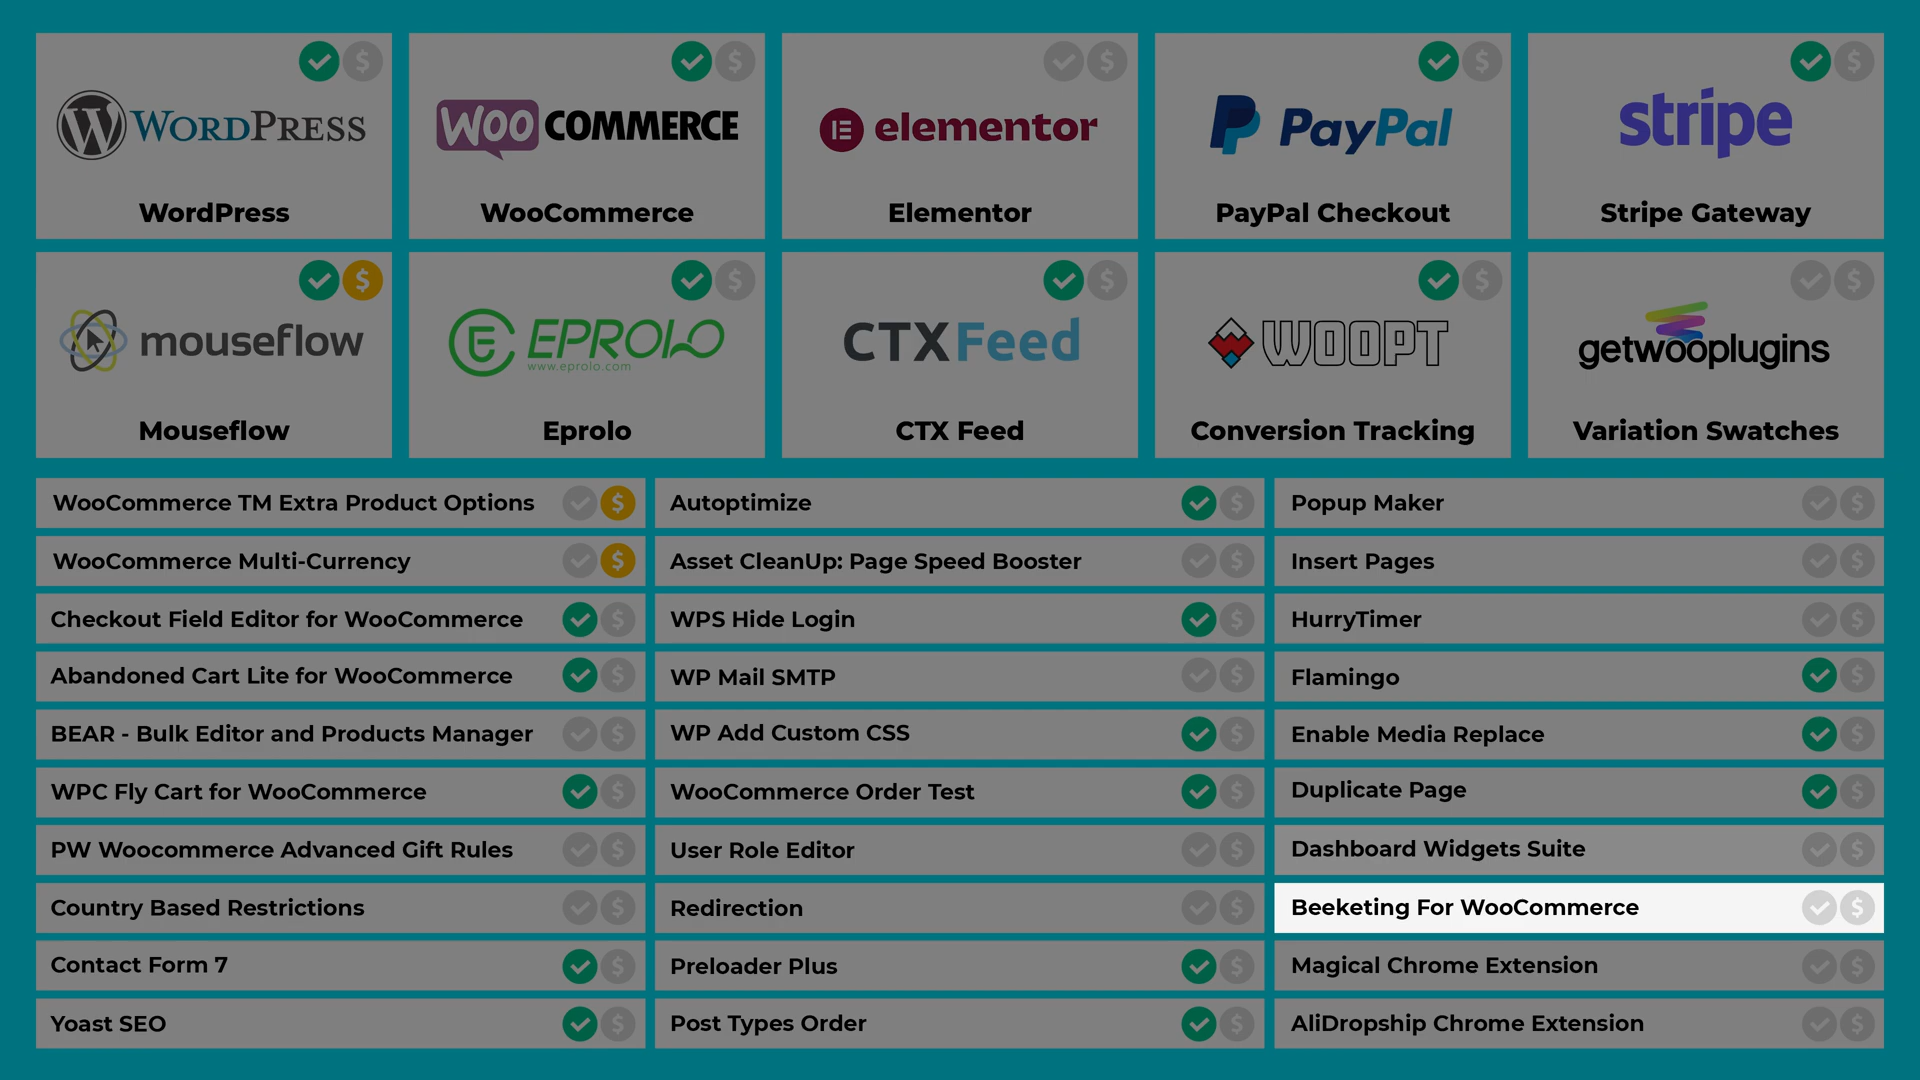 WORDPRESS
WordPress
WOO COMMERCE
WooCommerce
elementor
Elementor
PayPal
PayPal Checkout
stripe
Stripe Gateway
mouseflow
Mouseflow
EPROLO
www.eprolo.com
Eprolo
CTX Feed
CTX Feed
WOOPT
Conversion Tracking
getwooplugins
Variation Swatches
WooCommerce TM Extra Product Options
WooCommerce Multi-Currency
Checkout Field Editor for WooCommerce
Abandoned Cart Lite for WooCommerce
BEAR - Bulk Editor and Products Manager
WPC Fly Cart for WooCommerce
PW Woocommerce Advanced Gift Rules
Country Based Restrictions
Contact Form 7
Yoast SEO
Autoptimize
Asset CleanUp: Page Speed Booster
WPS Hide Login
WP Mail SMTP
WP Add Custom CSS
WooCommerce Order Test
User Role Editor
Redirection
Preloader Plus
Post Types Order
Popup Maker
Insert Pages
HurryTimer
Flamingo
Enable Media Replace
Duplicate Page
Dashboard Widgets Suite
Beeketing For WooCommerce
Magical Chrome Extension
AliDropship Chrome Extension